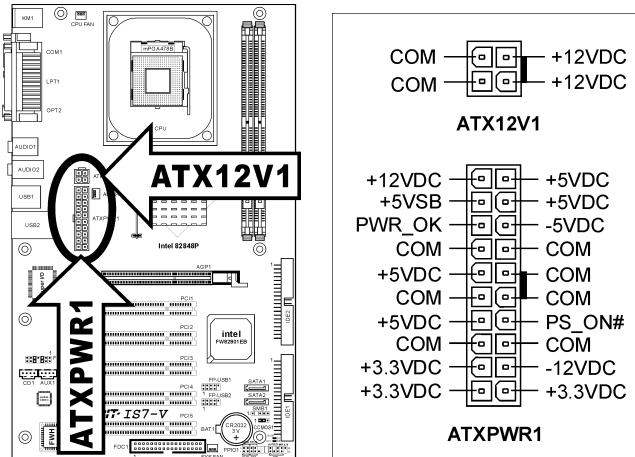 KM1
CPU FAN
COM1
LPT1
OPT2
mPGA478B
CPU
AUDIO1
AUDIO2
USB1
USB2
ATX12V1
Intel 82848P
AGP1
PCI1
PCI2
PCI3
PCI4
PCI5
intel
FW82801EB
IDE2
IDE1
FP-USB1
FP-USB2
SATA1
SATA2
SMB1
CCMOS1
CD1
AUX1
IS7-V
BAT1
CR2032
3 V
FWH
FDC1
FPIO1
ATXPWR1
COM +12VDC
COM +12VDC
ATX12V1
+12VDC +5VDC
+5VSB +5VDC
PWR_OK -5VDC
COM COM
+5VDC COM
COM COM
+5VDC PS_ON#
COM COM
+3.3VDC -12VDC
+3.3VDC +3.3VDC
ATXPWR1